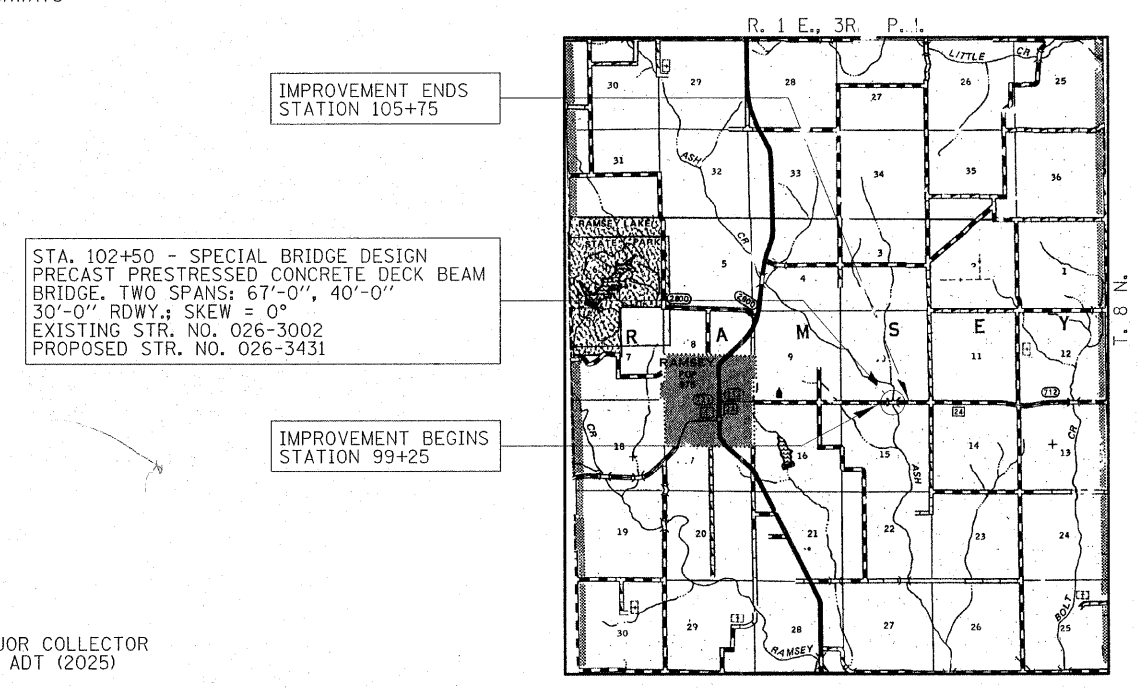 R. 1 E., 3R P.
IMPROVEMENT ENDS
STATION 105+75
STA. 102+50 - SPECIAL BRIDGE DESIGN
PRECAST PRESTRESSED CONCRETE DECK BEAM
BRIDGE. TWO SPANS: 67'-0", 40'-0"
30'-0" RDWY.; SKEW = 0°
EXISTING STR. NO. 026-3002
PROPOSED STR. NO. 026-3431
IMPROVEMENT BEGINS
STATION 99+25
JOR COLLECTOR
ADT (2025)
T. 8 N.
LITTLE CR
30 29 28 27 26 25
31 32 33 34 35 36
ASH CR
RAMSEY LAKE
STATE PARK
5 4 3 1
2800 2800
R A M S E Y
7 8 9 11 12
RAMSEY
POP
712
24
CR
18 16 15 14 13
ASH
CR
19 20 21 22 23 24
30 29 28 27 26 25
RAMSEY
BOLT